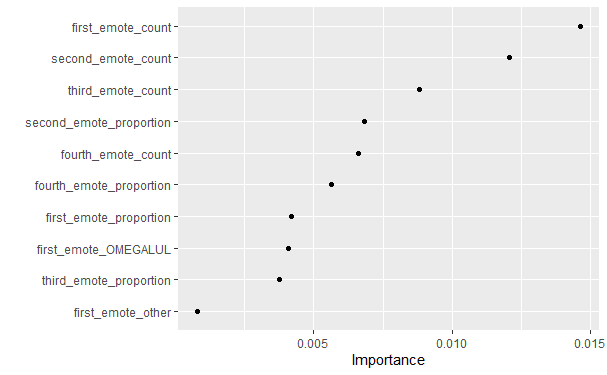 first_emote_count
second_emote_count
third_emote_count
second_emote_proportion
fourth_emote_count
fourth_emote_proportion
first_emote_proportion
first_emote_OMEGALUL
third_emote_proportion
first_emote_other
0.005 0.010 0.015
Importance